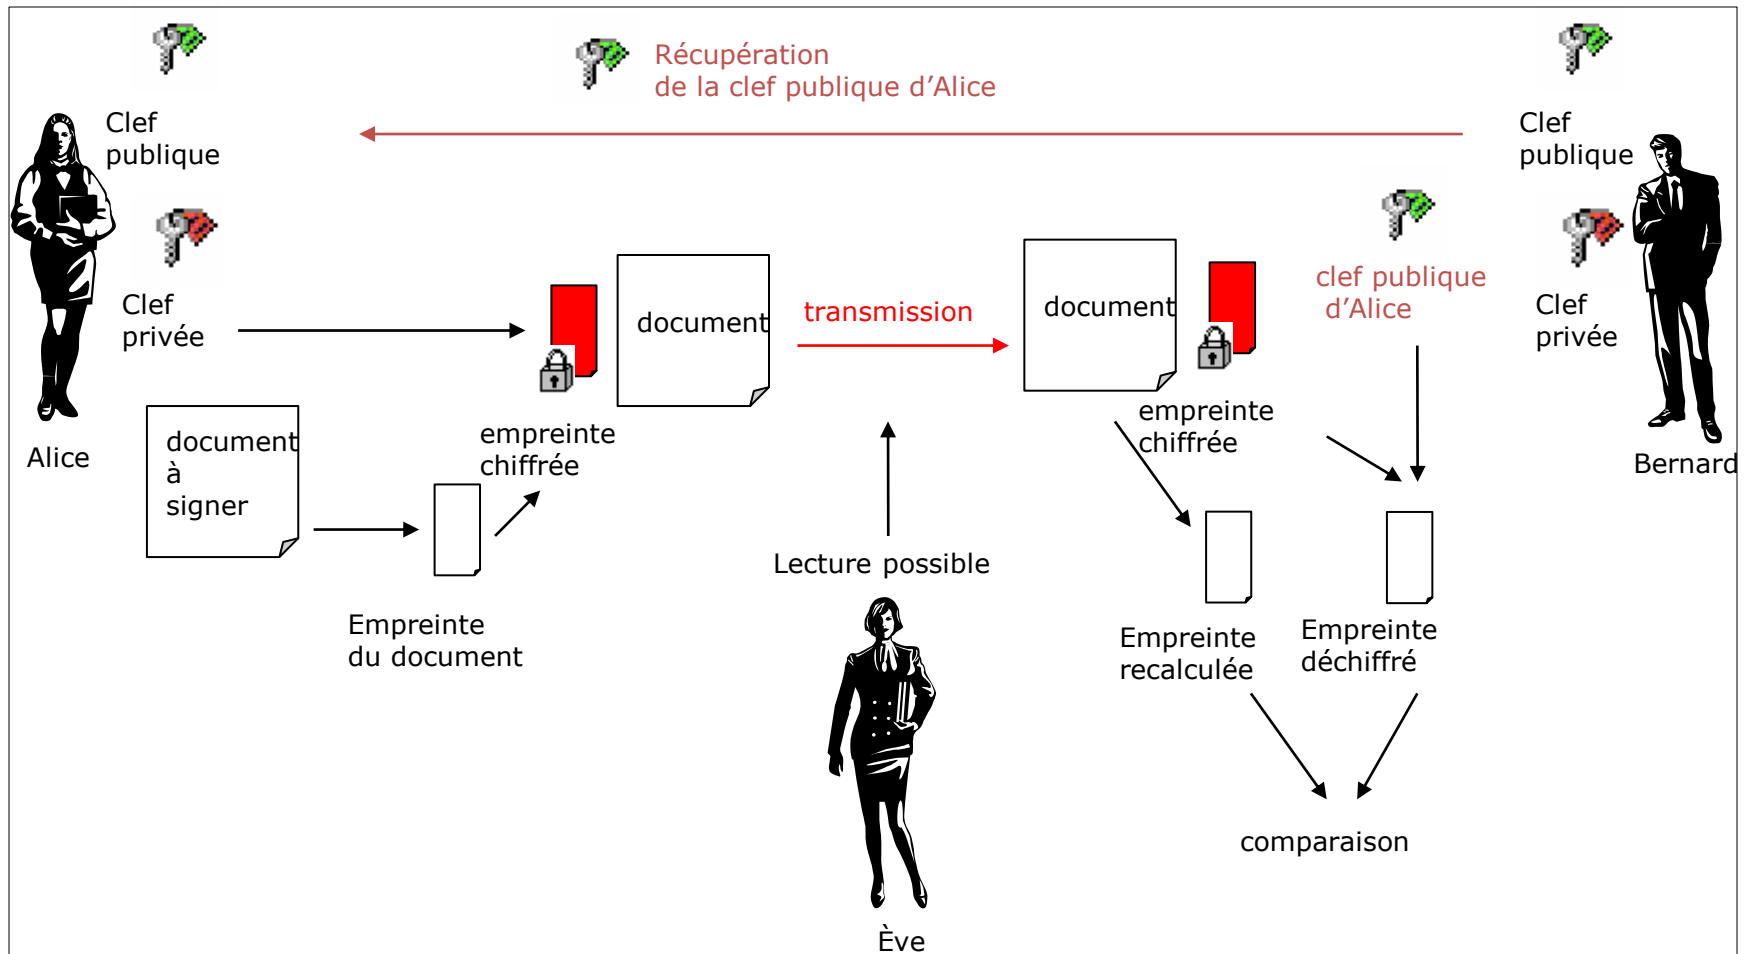 Récupération
de la clef publique d’Alice
Clef
publique
Clef
publique
clef publique
d’Alice
Clef
privée
Clef
privée
document
transmission
document
empreinte
chiffrée
empreinte
chiffrée
Alice
document
à
signer
Bernard
Lecture possible
Empreinte
du document
Empreinte
recalculée
Empreinte
déchiffré
comparaison
Ève